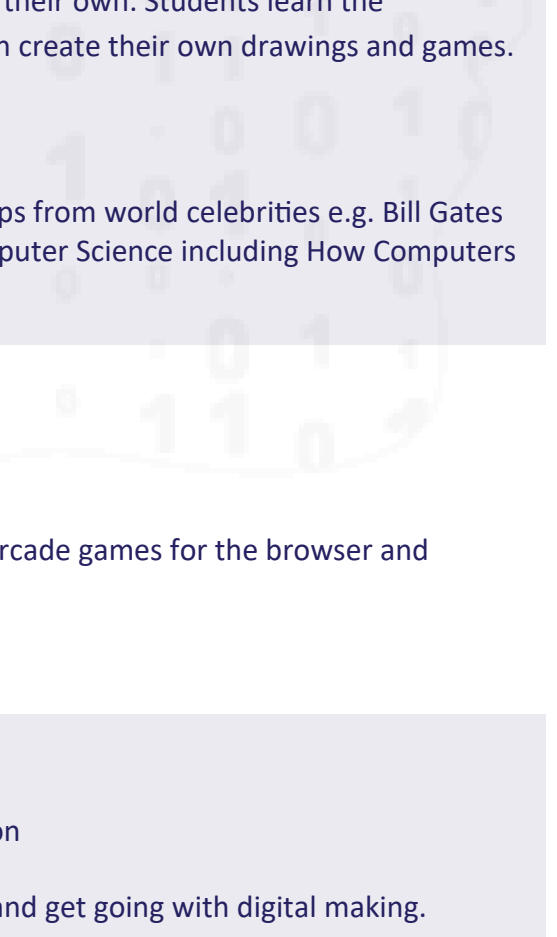 their own. Students learn the
n create their own drawings and games.
ps from world celebrities e.g. Bill Gates
puter Science including How Computers
rcade games for the browser and
on
and get going with digital making.